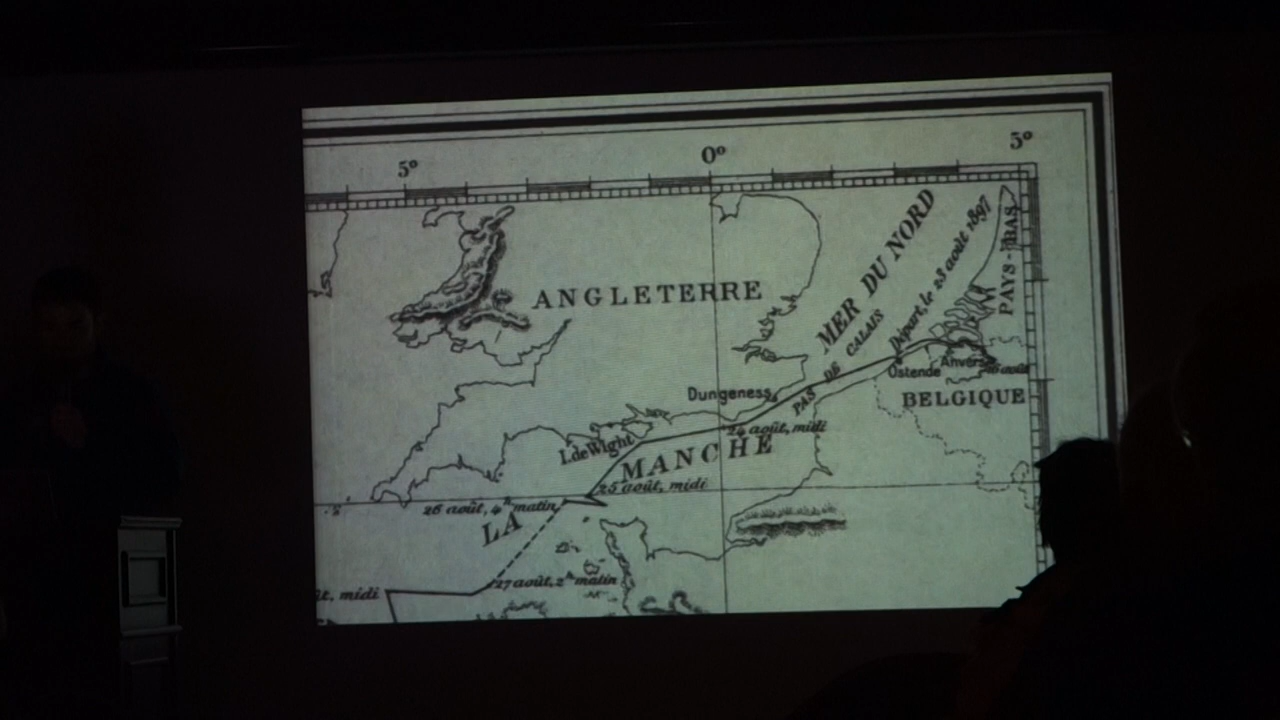 5° 0° 5°
ANGLETERRE
MER DU NORD
Départ, le 23 août 1897
PAYS-BAS
PAS DE CALAIS
Ostende
Anvers
16 août
BELGIQUE
Dungeness
24 août, midi
I. de Wight
LA MANCHE
25 août, midi
26 août, 4ʰ matin
27 août, 2ʰ matin
t, midi